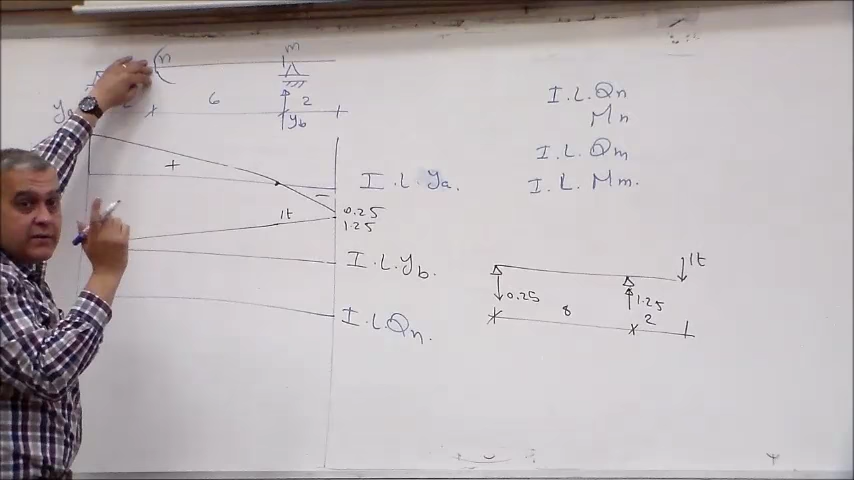 n
m
6
2
Ya
yb
+
I.L. Ya.
0.25
1t
1.25
I.L.Yb.
I.L.Qn.
I.L.Qn
Mn
I.L.Qm
I.L. Mm.
1t
0.25
1.25
8
2